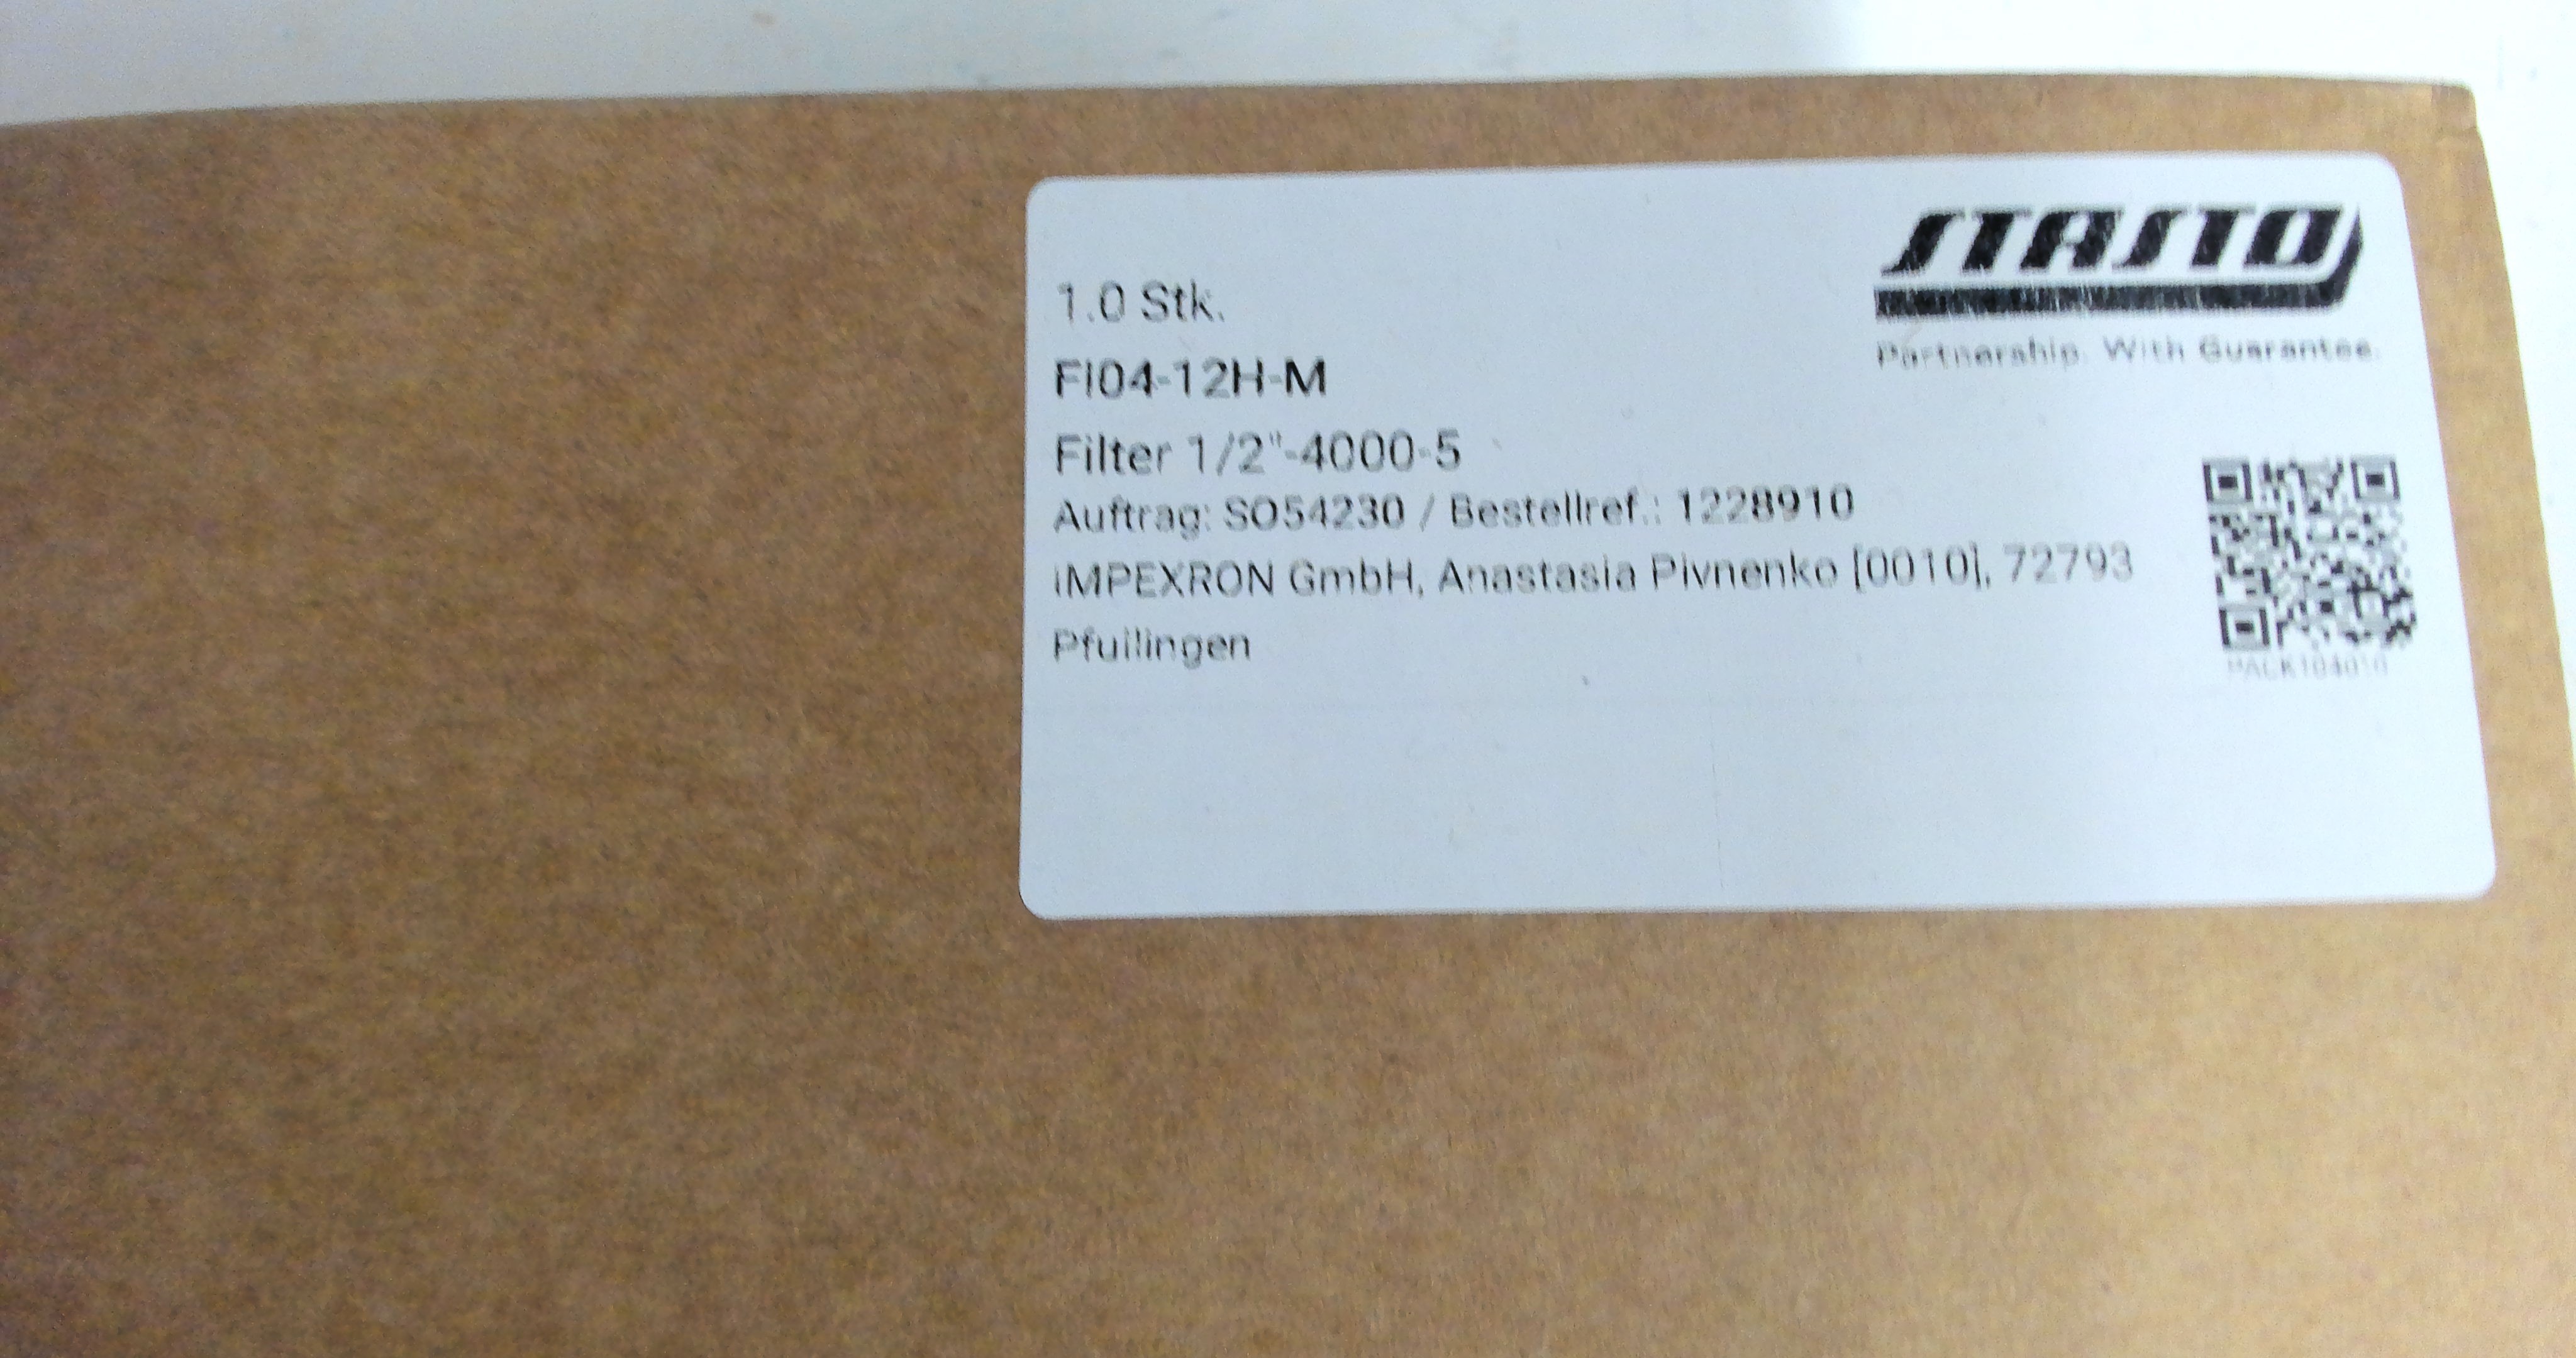 STASTO
Partnership. With Guarantee.
1.0 Stk.
FI04-12H-M
Filter 1/2"-4000-5
Auftrag: SO54230 / Bestellref.: 1228910
iMPEXRON GmbH, Anastasia Pivnenko [0010], 72793
Pfullingen